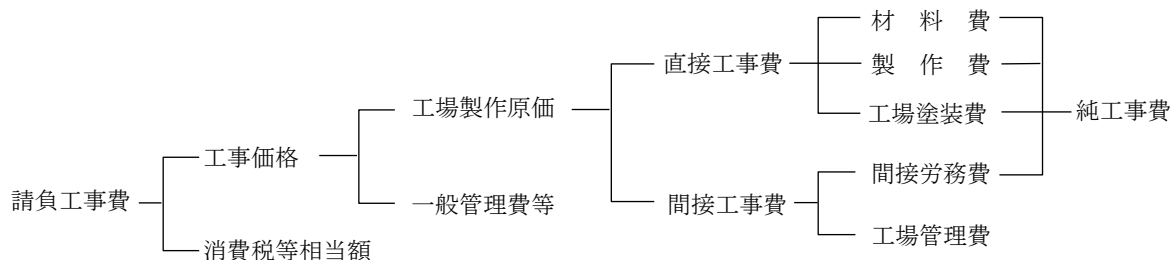 材　料　費
直接工事費
製　作　費
工場製作原価
工場塗装費
純工事費
工事価格
間接労務費
請負工事費
一般管理費等
間接工事費
工場管理費
消費税等相当額